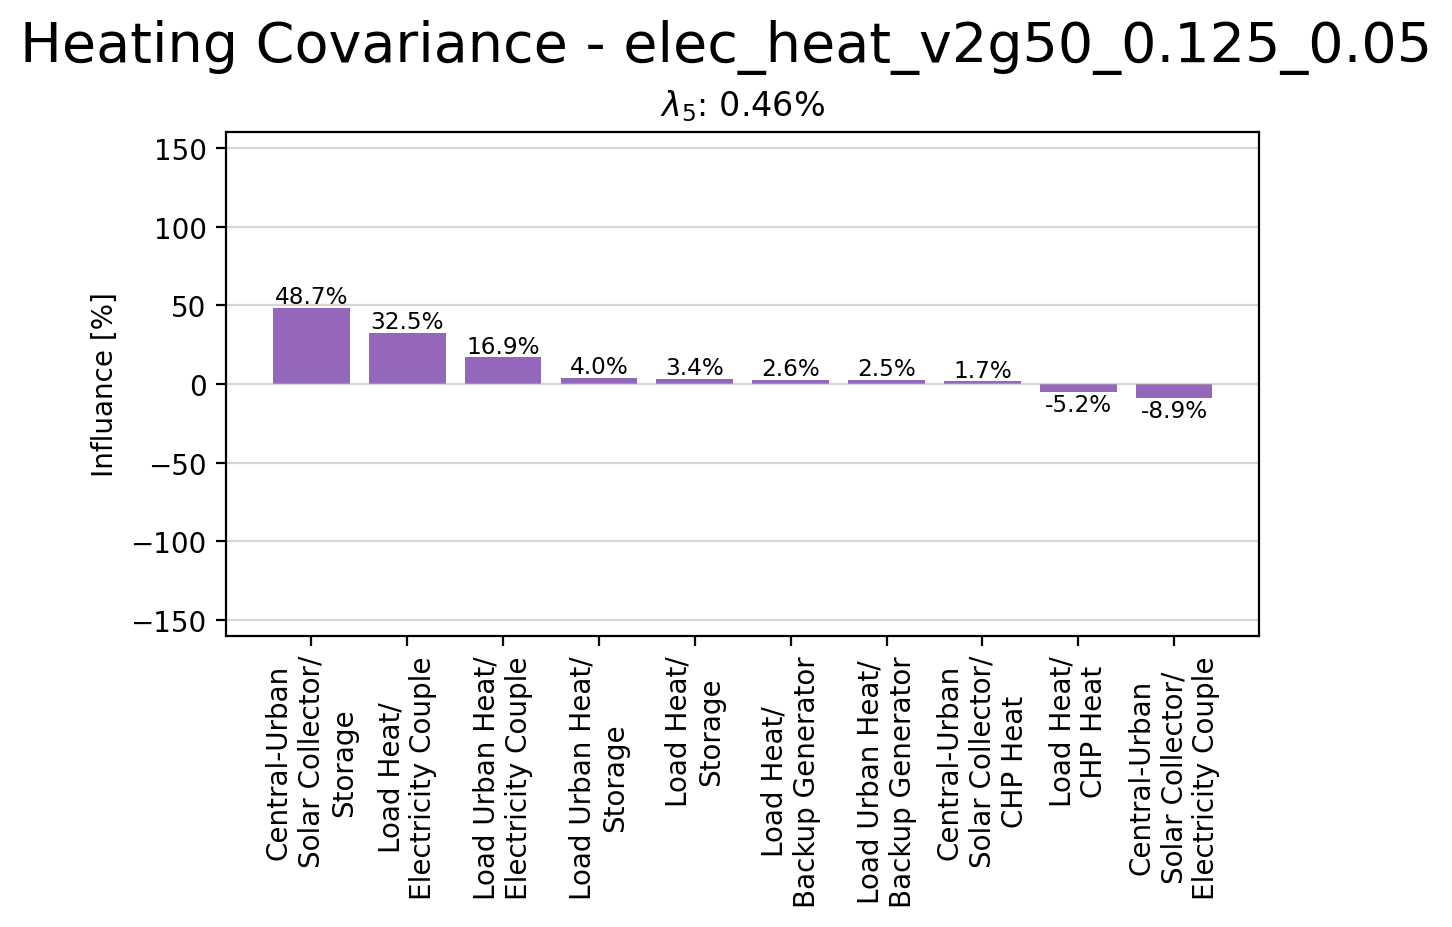 Heating Covariance - elec_heat_v2g50_0.125_0.05
λ₅: 0.46%
Influance [%]
150
100
50
0
−50
−100
−150
48.7%
32.5%
16.9%
4.0%
3.4%
2.6%
2.5%
1.7%
-5.2%
-8.9%
Central-Urban
Solar Collector/
Storage
Load Heat/
Electricity Couple
Load Urban Heat/
Electricity Couple
Load Urban Heat/
Storage
Load Heat/
Storage
Load Heat/
Backup Generator
Load Urban Heat/
Backup Generator
Central-Urban
Solar Collector/
CHP Heat
Load Heat/
CHP Heat
Central-Urban
Solar Collector/
Electricity Couple